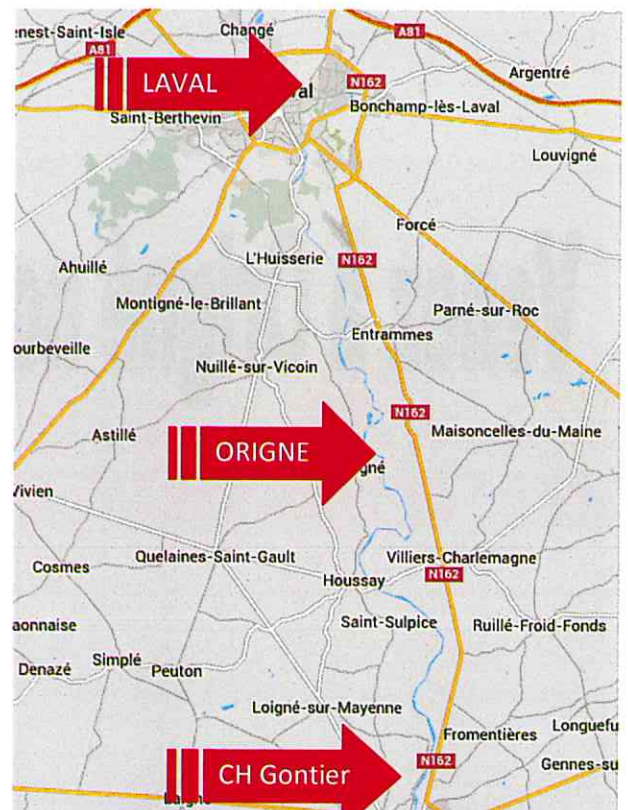 enest-Saint-Isle
Changé
A81
A81
LAVAL
val
N162
Argentré
Saint-Berthevin
Bonchamp-lès-Laval
Louvigné
Forcé
L'Huisserie
N162
Ahuillé
Montigné-le-Brillant
Parné-sur-Roc
Entrammes
ourbeveille
Nuillé-sur-Vicoin
N162
Astillé
Maisoncelles-du-Maine
ORIGNE
gné
Vivien
Quelaines-Saint-Gault
Villiers-Charlemagne
Cosmes
N162
Houssay
Saint-Sulpice
Ruillé-Froid-Fonds
aonnaise
Simplé
Denazé
Peuton
Loigné-sur-Mayenne
Longuefu
Fromentières
N162
Gennes-su
CH Gontier